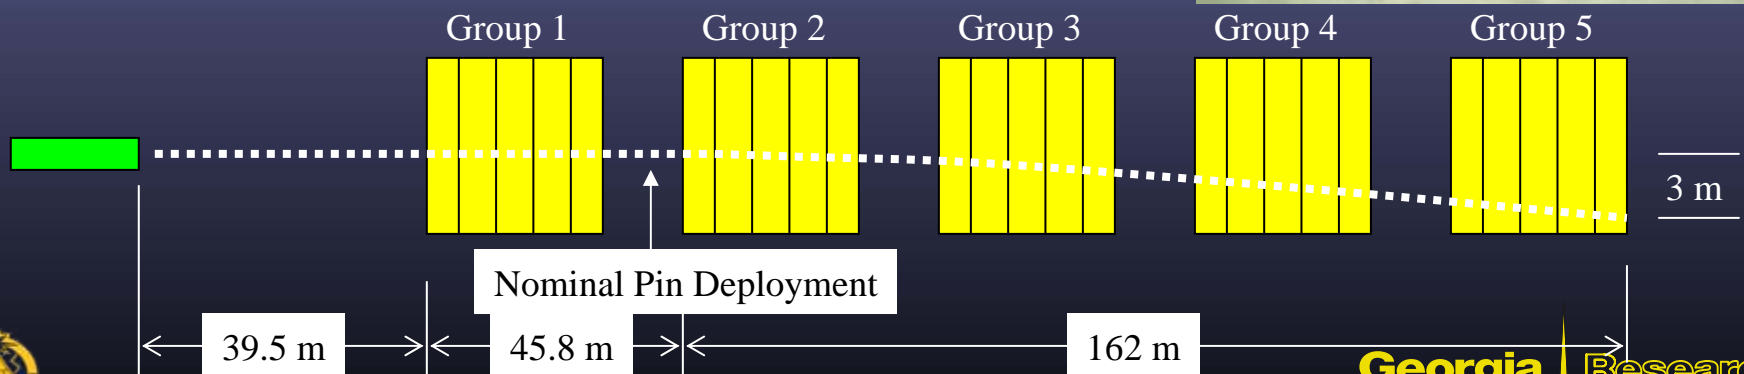 Group 1 Group 2 Group 3 Group 4 Group 5
3 m
Nominal Pin Deployment
39.5 m 45.8 m 162 m
Georgia Resear